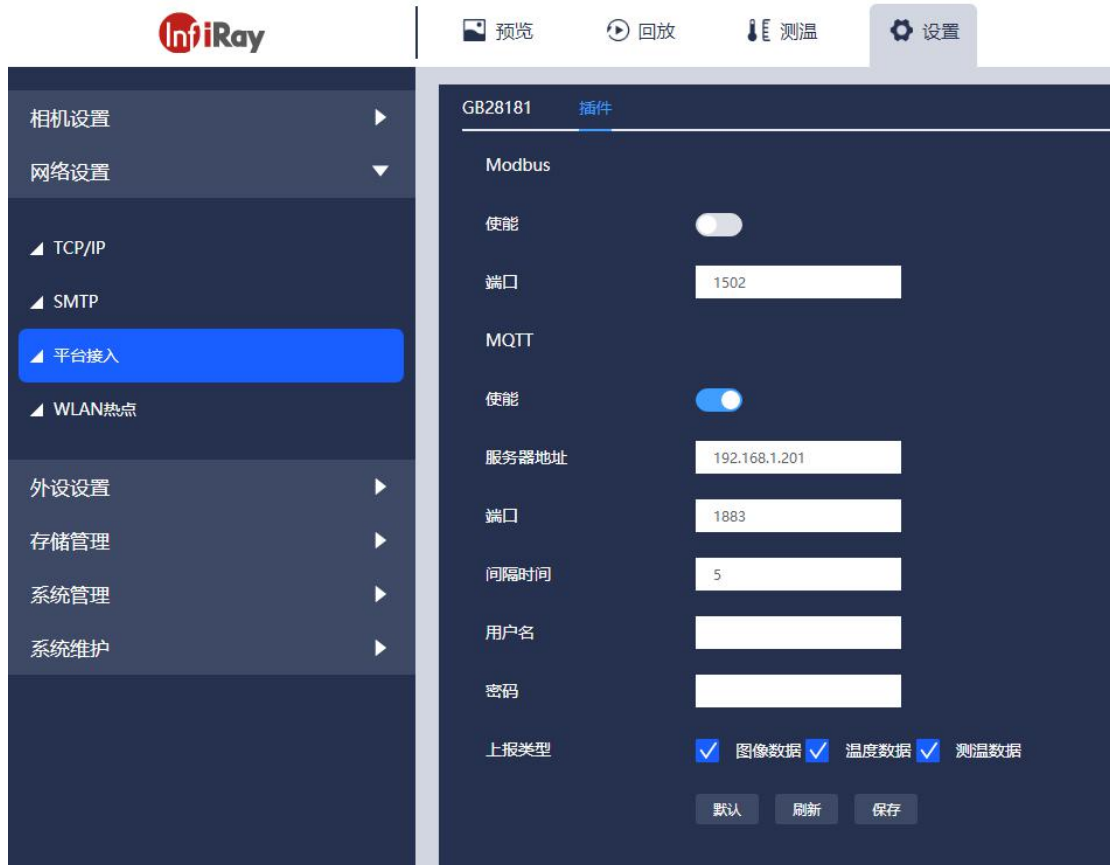 InfiRay
预览 回放 测温 设置
相机设置
网络设置
TCP/IP
SMTP
平台接入
WLAN热点
外设设置
存储管理
系统管理
系统维护
GB28181 插件
Modbus
使能
端口 1502
MQTT
使能
服务器地址 192.168.1.201
端口 1883
间隔时间 5
用户名
密码
上报类型 图像数据 温度数据 测温数据
默认 刷新 保存